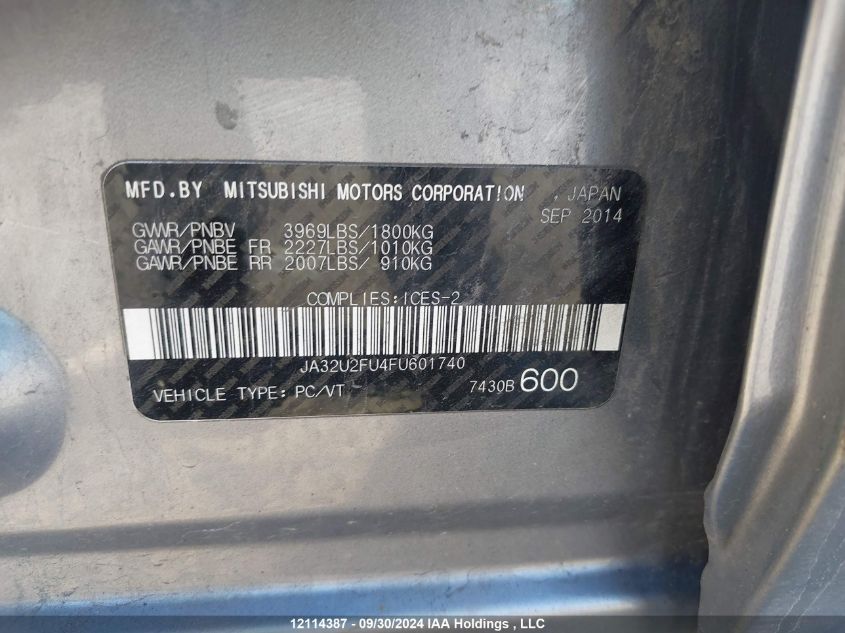 MFD.BY MITSUBISHI MOTORS CORPORATION , JAPAN
SEP 2014
GVWR/PNBV 3969LBS/1800KG
GAWR/PNBE FR 2227LBS/1010KG
GAWR/PNBE RR 2007LBS/ 910KG
COMPLIES:ICES-2
JA32U2FU4FU601740
VEHICLE TYPE: PC/VT 7430B 600
12114387 - 09/30/2024 IAA Holdings , LLC